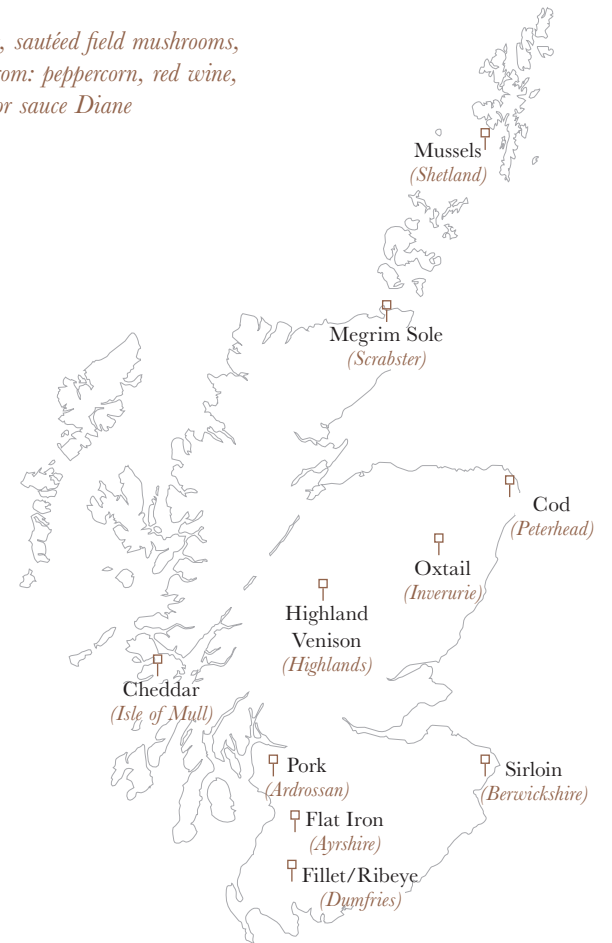 , sautéed field mushrooms,
rom: peppercorn, red wine,
or sauce Diane
Mussels
(Shetland)
Megrim Sole
(Scrabster)
Cod
(Peterhead)
Oxtail
(Inverurie)
Highland
Venison
(Highlands)
Cheddar
(Isle of Mull)
Pork
(Ardrossan)
Sirloin
(Berwickshire)
Flat Iron
(Ayrshire)
Fillet/Ribeye
(Dumfries)